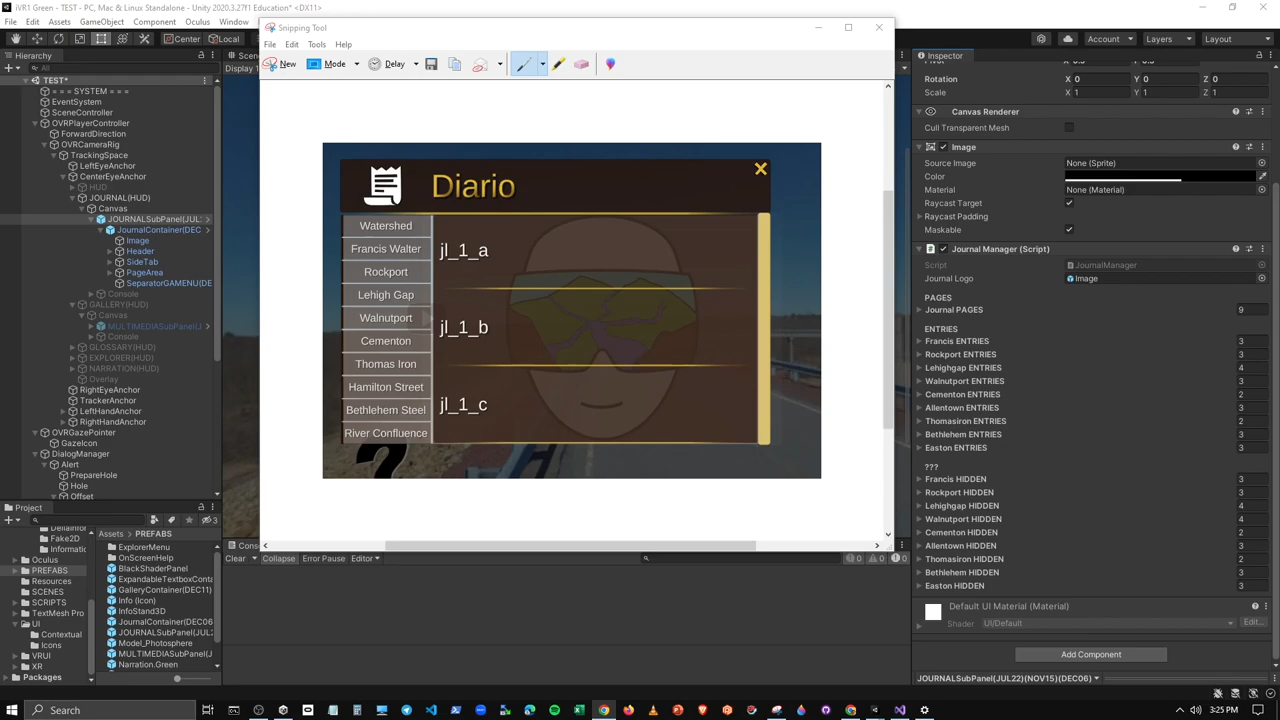 iVR1 Green - TEST - PC, Mac & Linux Standalone - Unity 2020.3.27f1 Education* <DX11>
File Edit Assets GameObject Component Oculus Window
Center Local
Account Layers Layout
Hierarchy
All
TEST*
= = = SYSTEM = = =
EventSystem
SceneController
OVRPlayerController
ForwardDirection
OVRCameraRig
TrackingSpace
LeftEyeAnchor
CenterEyeAnchor
HUD
JOURNAL(HUD)
Canvas
JOURNALSubPanel(JUL:
JournalContainer(DEC
Image
Header
SideTab
PageArea
SeparatorGAMENU(DE
Console
GALLERY(HUD)
Canvas
MULTIMEDIASubPanel(J
Console
GLOSSARY(HUD)
EXPLORER(HUD)
NARRATION(HUD)
Overlay
RightEyeAnchor
TrackerAnchor
LeftHandAnchor
RightHandAnchor
OVRGazePointer
GazeIcon
DialogManager
Alert
PrepareHole
Hole
Offset
Project
Informatic
Fake2D
Oculus
PREFABS
Resources
SCENES
SCRIPTS
TextMesh Pro
UI
Contextual
Icons
VRUI
XR
Packages
Assets > PREFABS
ExplorerMenu
OnScreenHelp
BlackShaderPanel
ExpandableTextboxConta
GalleryContainer(DEC11)
Info (Icon)
InfoStand3D
JournalContainer(DEC06
JOURNALSubPanel(JUL2
Model_Photosphere
MULTIMEDIASubPanel(J
Narration.Green
Scen
Display 1
Snipping Tool
File Edit Tools Help
New Mode Delay
Diario
Watershed
Francis Walter
Rockport
Lehigh Gap
Walnutport
Cementon
Thomas Iron
Hamilton Street
Bethlehem Steel
River Confluence
jl_1_a
jl_1_b
jl_1_c
?
Cons
Clear Collapse Error Pause Editor
0 0 0
Inspector
Rotation X 0 Y 0 Z 0
Scale X 1 Y 1 Z 1
Canvas Renderer
Cull Transparent Mesh
Image
Source Image None (Sprite)
Color
Material None (Material)
Raycast Target
Raycast Padding
Maskable
Journal Manager (Script)
Script JournalManager
Journal Logo Image
PAGES
Journal PAGES 9
ENTRIES
Francis ENTRIES 3
Rockport ENTRIES 3
Lehighgap ENTRIES 4
Walnutport ENTRIES 3
Cementon ENTRIES 2
Allentown ENTRIES 3
Thomasiron ENTRIES 2
Bethlehem ENTRIES 3
Easton ENTRIES 3
???
Francis HIDDEN 3
Rockport HIDDEN 3
Lehighgap HIDDEN 4
Walnutport HIDDEN 4
Cementon HIDDEN 3
Allentown HIDDEN 3
Thomasiron HIDDEN 2
Bethlehem HIDDEN 3
Easton HIDDEN 3
Default UI Material (Material)
Shader UI/Default Edit...
Add Component
JOURNALSubPanel(JUL22)(NOV15)(DEC06)
Search
3:25 PM